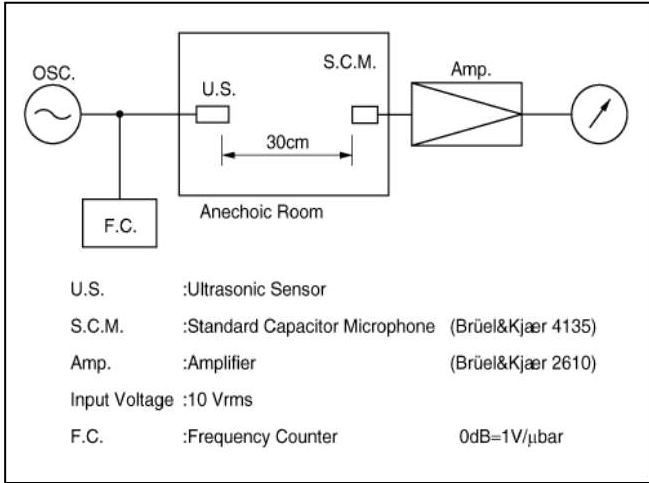 OSC.
U.S.
S.C.M.
Amp.
30cm
F.C.
Anechoic Room
U.S. :Ultrasonic Sensor
S.C.M. :Standard Capacitor Microphone (Brüel&Kjær 4135)
Amp. :Amplifier (Brüel&Kjær 2610)
Input Voltage :10 Vrms
F.C. :Frequency Counter 0dB=1V/μbar